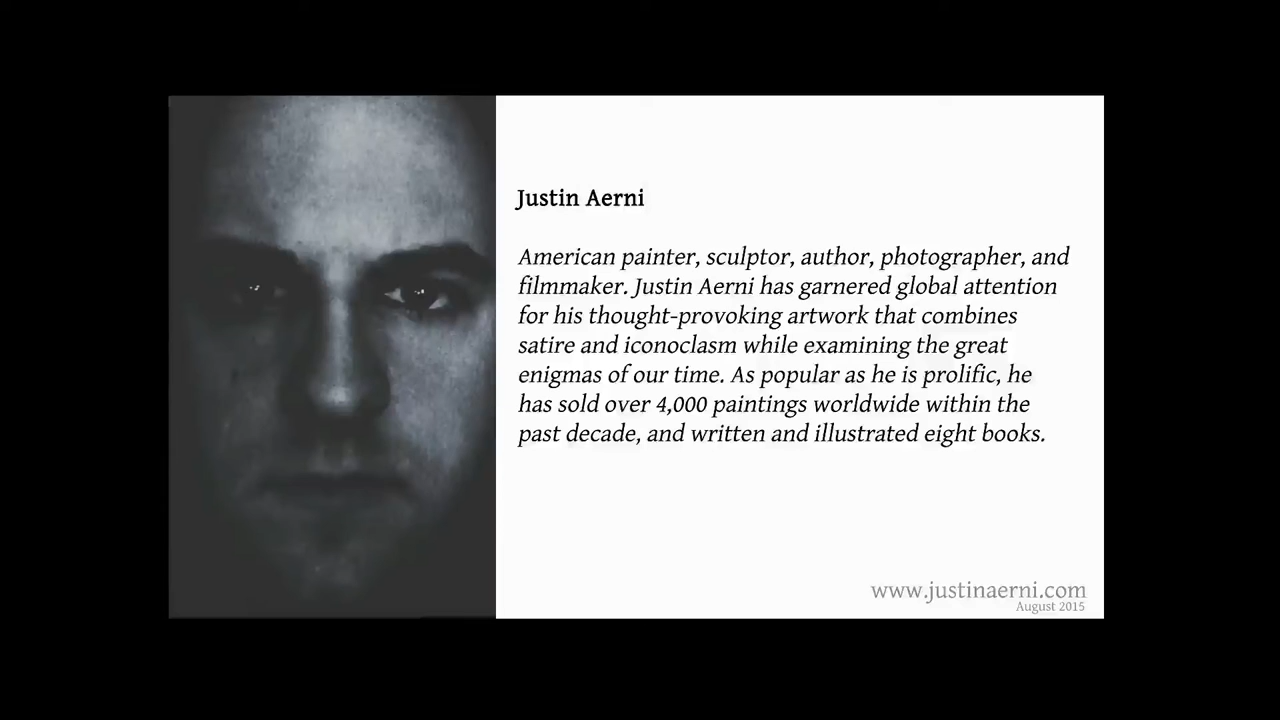 Justin Aerni
American painter, sculptor, author, photographer, and
filmmaker. Justin Aerni has garnered global attention
for his thought-provoking artwork that combines
satire and iconoclasm while examining the great
enigmas of our time. As popular as he is prolific, he
has sold over 4,000 paintings worldwide within the
past decade, and written and illustrated eight books.
www.justinaerni.com
August 2015